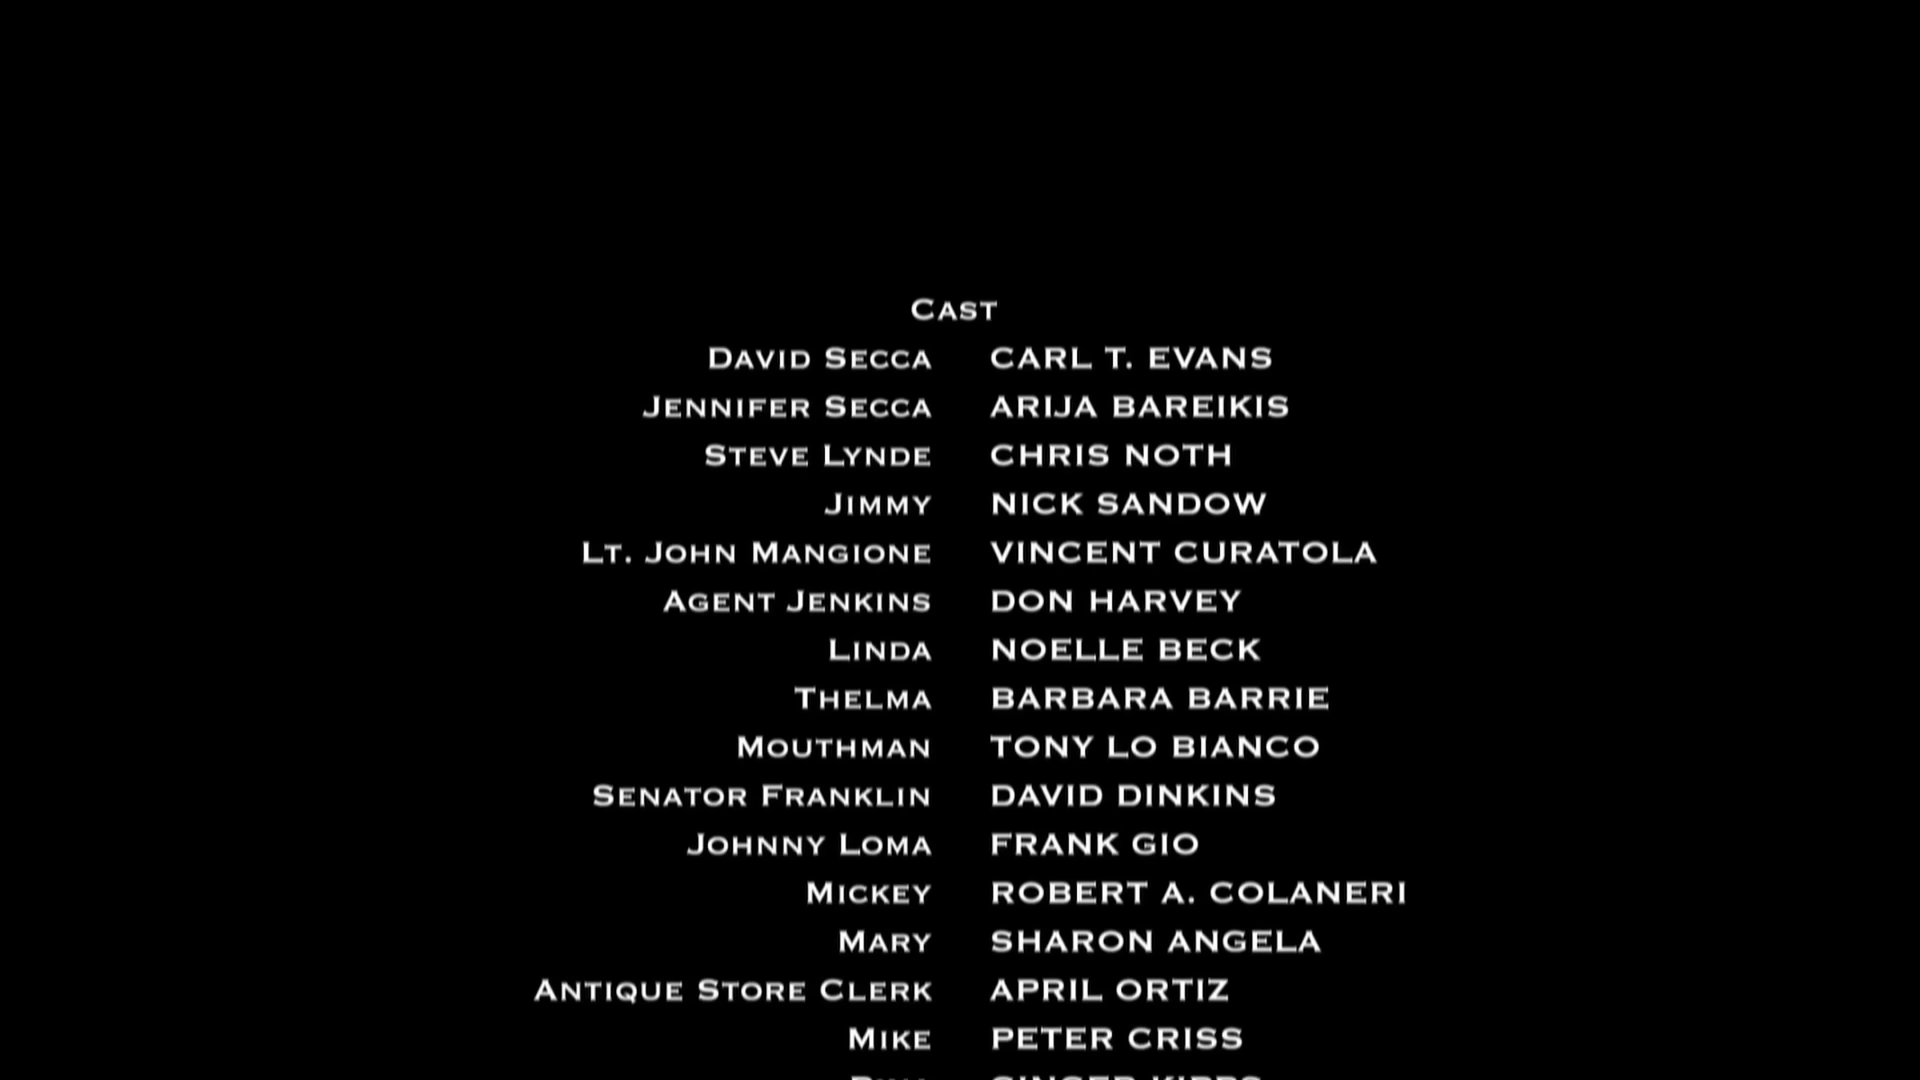 Cast
David Secca CARL T. EVANS
Jennifer Secca ARIJA BAREIKIS
Steve Lynde CHRIS NOTH
Jimmy NICK SANDOW
Lt. John Mangione VINCENT CURATOLA
Agent Jenkins DON HARVEY
Linda NOELLE BECK
Thelma BARBARA BARRIE
Mouthman TONY LO BIANCO
Senator Franklin DAVID DINKINS
Johnny Loma FRANK GIO
Mickey ROBERT A. COLANERI
Mary SHARON ANGELA
Antique Store Clerk APRIL ORTIZ
Mike PETER CRISS